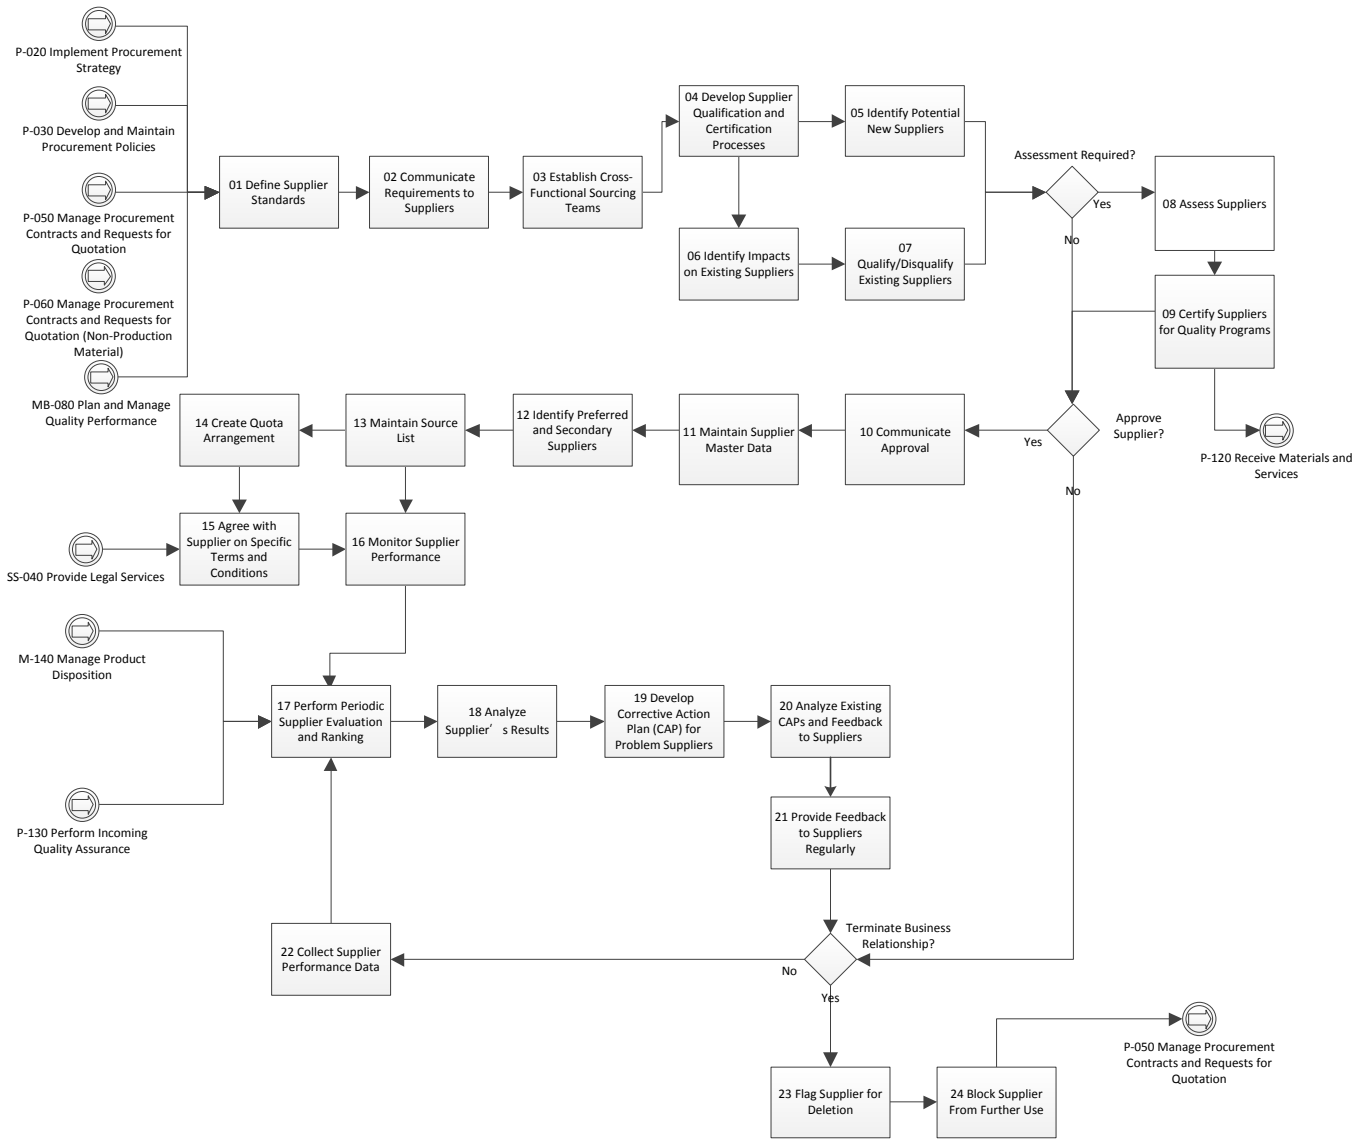 P-020 Implement Procurement
Strategy
P-030 Develop and Maintain
Procurement Policies
P-050 Manage Procurement
Contracts and Requests for
Quotation
P-060 Manage Procurement
Contracts and Requests for
Quotation (Non-Production
Material)
MB-080 Plan and Manage
Quality Performance
01 Define Supplier
Standards
02 Communicate
Requirements to
Suppliers
03 Establish Cross-
Functional Sourcing
Teams
04 Develop Supplier
Qualification and
Certification
Processes
05 Identify Potential
New Suppliers
06 Identify Impacts
on Existing Suppliers
07
Qualify/Disqualify
Existing Suppliers
Assessment Required?
Yes
No
08 Assess Suppliers
09 Certify Suppliers
for Quality Programs
P-120 Receive Materials and
Services
Approve
Supplier?
Yes
No
10 Communicate
Approval
11 Maintain Supplier
Master Data
12 Identify Preferred
and Secondary
Suppliers
13 Maintain Source
List
14 Create Quota
Arrangement
15 Agree with
Supplier on Specific
Terms and
Conditions
16 Monitor Supplier
Performance
SS-040 Provide Legal Services
M-140 Manage Product
Disposition
P-130 Perform Incoming
Quality Assurance
17 Perform Periodic
Supplier Evaluation
and Ranking
18 Analyze
Supplier’s Results
19 Develop
Corrective Action
Plan (CAP) for
Problem Suppliers
20 Analyze Existing
CAPs and Feedback
to Suppliers
21 Provide Feedback
to Suppliers
Regularly
Terminate Business
Relationship?
No
Yes
22 Collect Supplier
Performance Data
23 Flag Supplier for
Deletion
24 Block Supplier
From Further Use
P-050 Manage Procurement
Contracts and Requests for
Quotation